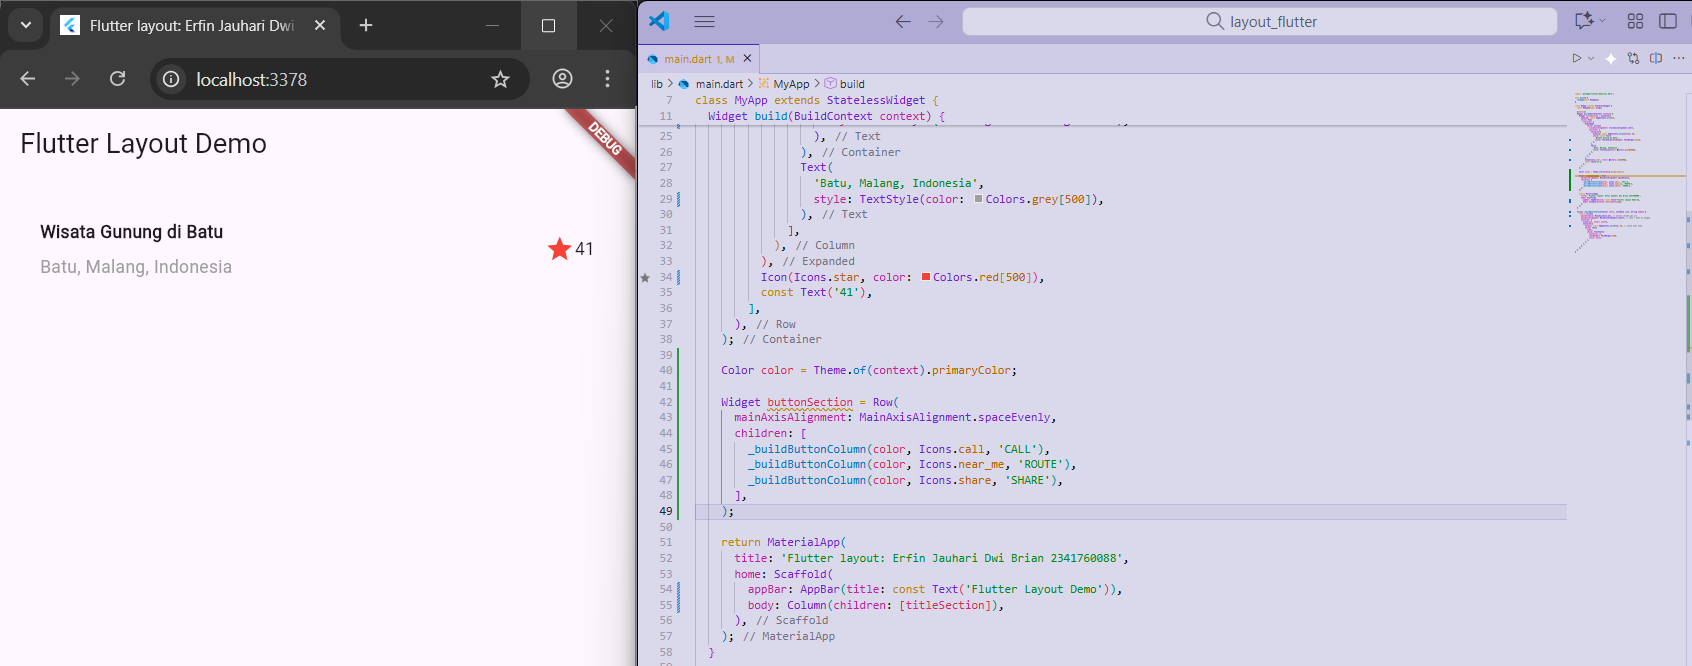 Flutter layout: Erfin Jauhari Dwi
localhost:3378
Flutter Layout Demo
DEBUG
Wisata Gunung di Batu
Batu, Malang, Indonesia
41
layout_flutter
main.dart 1, M
lib > main.dart > MyApp > build
7 class MyApp extends StatelessWidget {
11 Widget build(BuildContext context) {
25 ), // Text
26 ), // Container
27 Text(
28 'Batu, Malang, Indonesia',
29 style: TextStyle(color: Colors.grey[500]),
30 ), // Text
31 ],
32 ), // Column
33 ), // Expanded
34 Icon(Icons.star, color: Colors.red[500]),
35 const Text('41'),
36 ],
37 ), // Row
38 ); // Container
39
40 Color color = Theme.of(context).primaryColor;
41
42 Widget buttonSection = Row(
43 mainAxisAlignment: MainAxisAlignment.spaceEvenly,
44 children: [
45 _buildButtonColumn(color, Icons.call, 'CALL'),
46 _buildButtonColumn(color, Icons.near_me, 'ROUTE'),
47 _buildButtonColumn(color, Icons.share, 'SHARE'),
48 ],
49 );
50
51 return MaterialApp(
52 title: 'Flutter layout: Erfin Jauhari Dwi Brian 2341760088',
53 home: Scaffold(
54 appBar: AppBar(title: const Text('Flutter Layout Demo')),
55 body: Column(children: [titleSection]),
56 ), // Scaffold
57 ); // MaterialApp
58 }